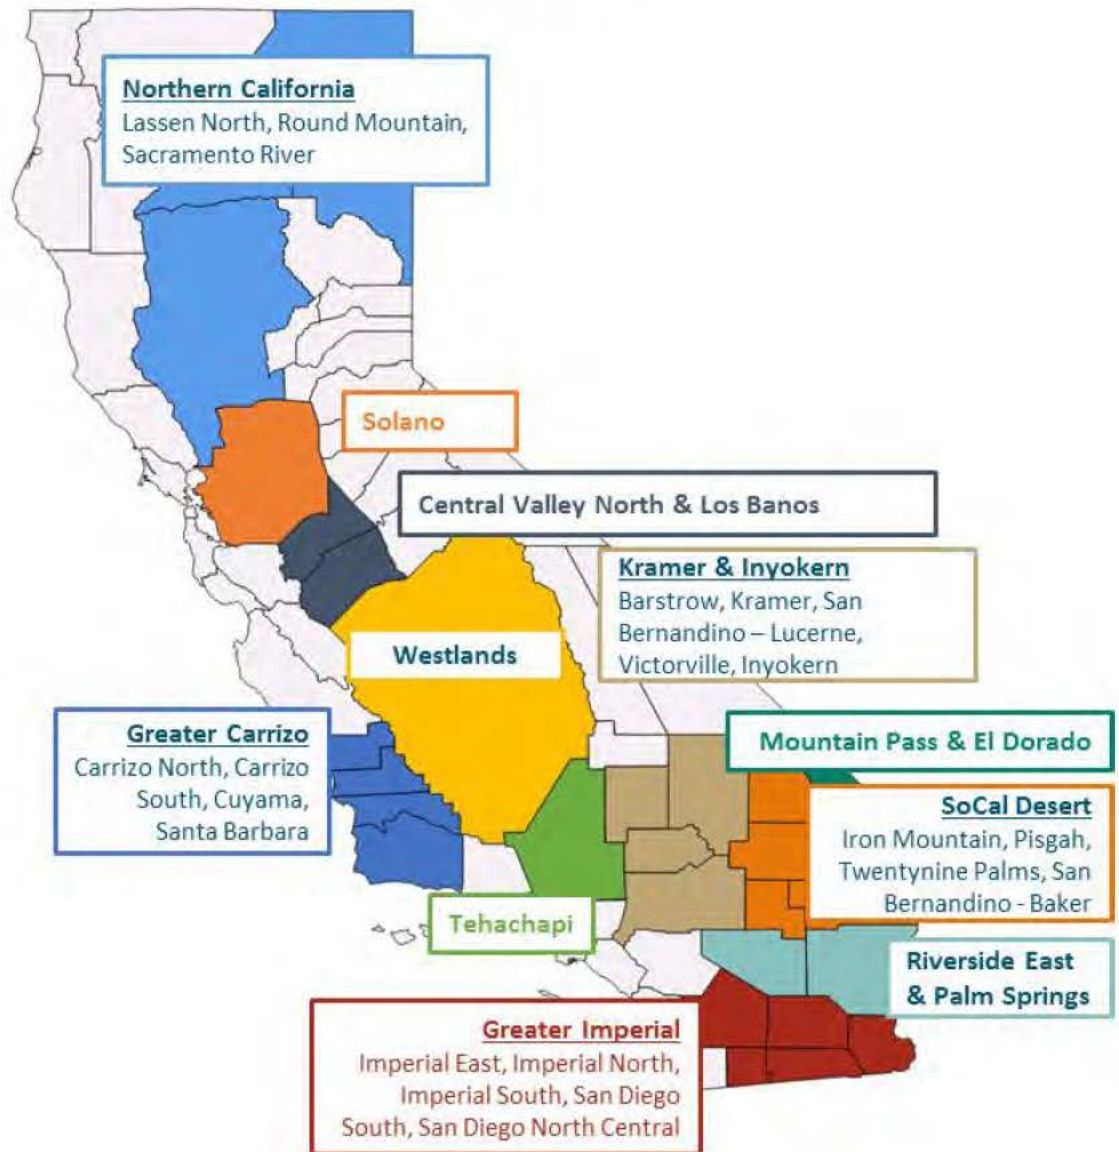 Northern California
Lassen North, Round Mountain,
Sacramento River
Solano
Central Valley North & Los Banos
Kramer & Inyokern
Barstrow, Kramer, San
Bernandino – Lucerne,
Victorville, Inyokern
Westlands
Greater Carrizo
Carrizo North, Carrizo
South, Cuyama,
Santa Barbara
Mountain Pass & El Dorado
SoCal Desert
Iron Mountain, Pisgah,
Twentynine Palms, San
Bernandino - Baker
Tehachapi
Riverside East
& Palm Springs
Greater Imperial
Imperial East, Imperial North,
Imperial South, San Diego
South, San Diego North Central